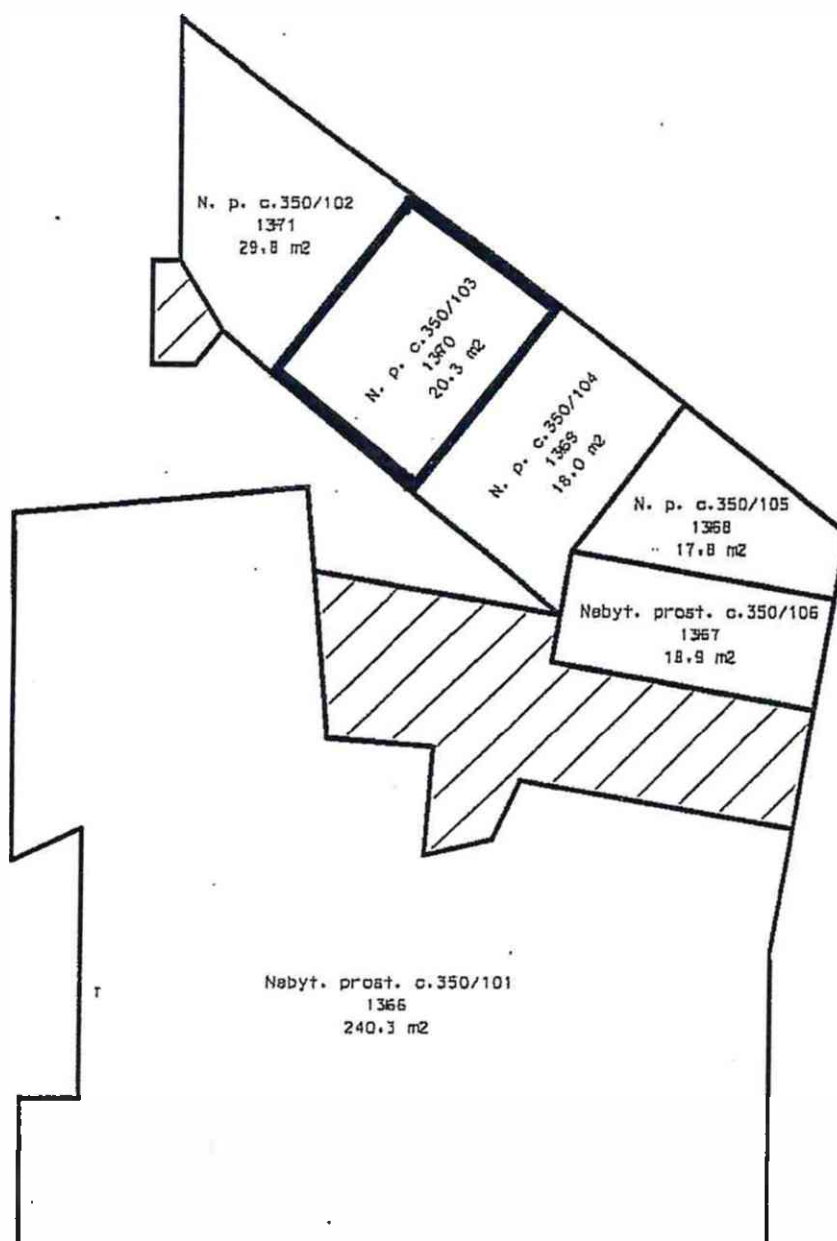 N. p. c.350/102
1371
29.8 m2
N. p. c.350/103
1370
20.3 m2
N. p. c.350/104
1369
18.0 m2
N. p. c.350/105
1368
17.8 m2
Nebyt. prost. c.350/106
1367
18.9 m2
Nebyt. prost. c.350/101
1366
240.3 m2
T